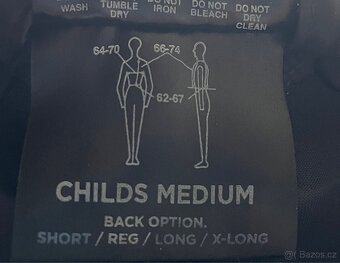 WASH TUMBLE DRY DO NOT IRON DO NOT BLEACH DO NOT DRY CLEAN
64-70 66-74
62-67
CHILDS MEDIUM
BACK OPTION.
SHORT / REG / LONG / X-LONG
Bazos.cz